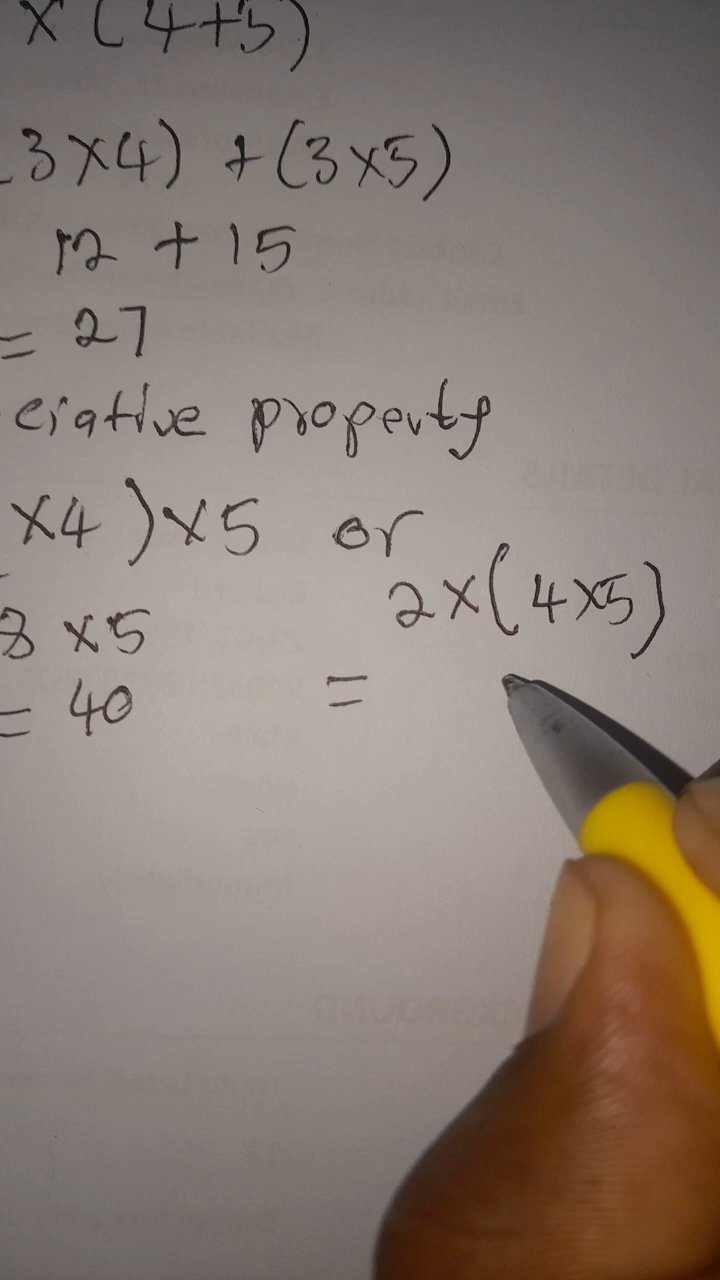 x (4+5)
3x4) + (3x5)
12 + 15
= 27
ciative property
x4) x5 or
2x(4x5)
8 x5
= 40 =